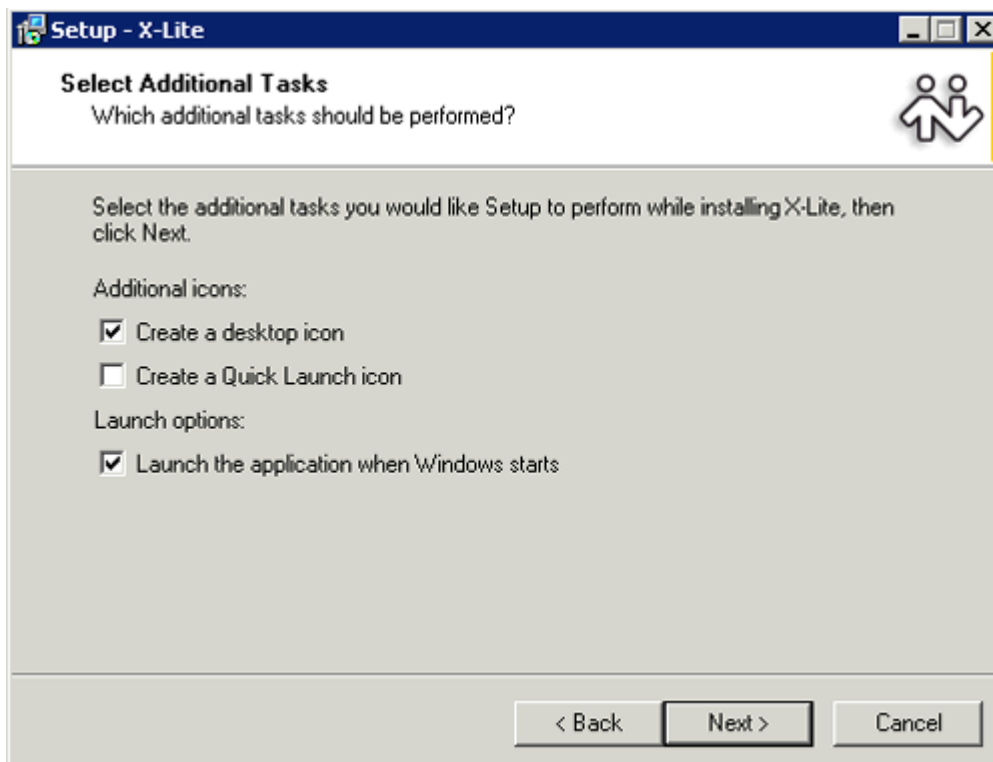 Setup - X-Lite
Select Additional Tasks
Which additional tasks should be performed?
Select the additional tasks you would like Setup to perform while installing X-Lite, then
click Next.
Additional icons:
Create a desktop icon
Create a Quick Launch icon
Launch options:
Launch the application when Windows starts
< Back Next > Cancel